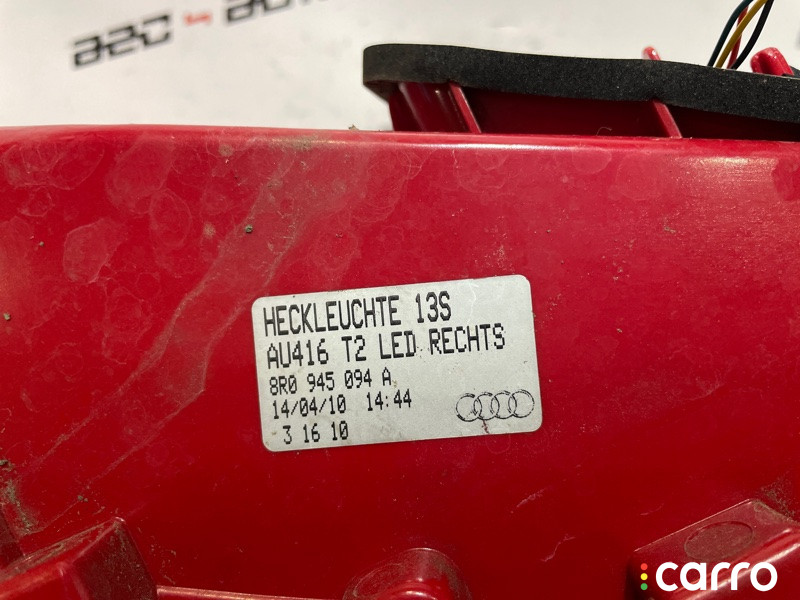 HECKLEUCHTE 13S
AU416 T2 LED RECHTS
8R0 945 094 A
14/04/10 14:44
3 16 10
carro